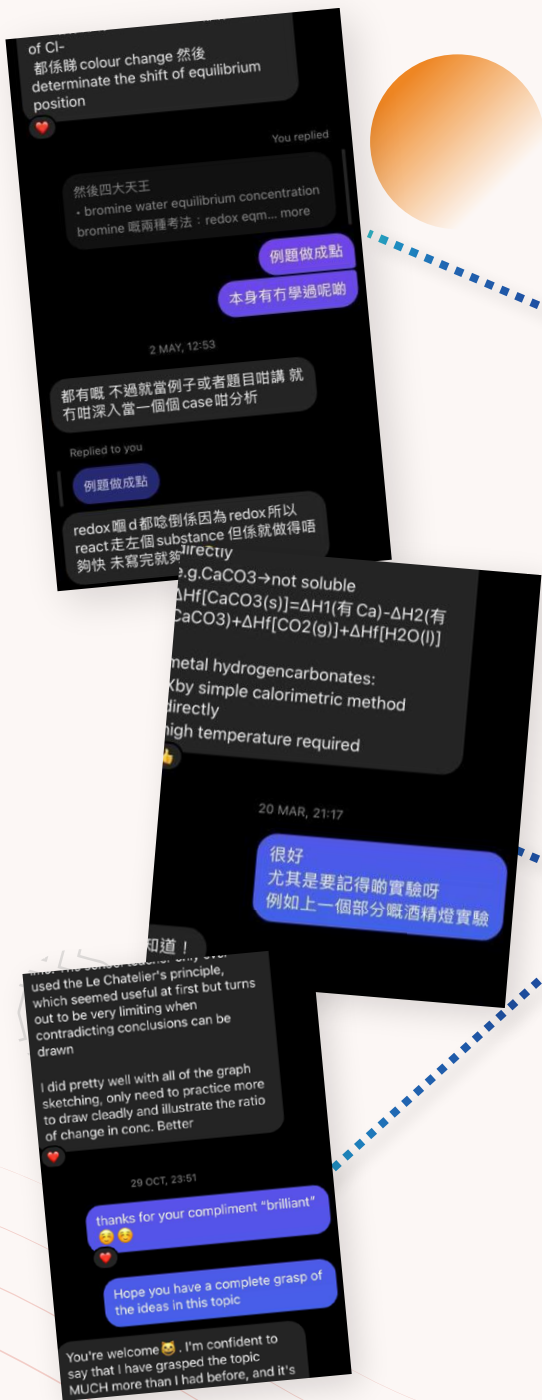 of Cl-
都係睇 colour change 然後
determinate the shift of equilibrium
position
You replied
然後四大天王
• bromine water equilibrium concentration
bromine 嘅兩種考法：redox eqm... more
例題做成點
本身有冇學過呢啲
2 MAY, 12:53
都有嘅 不過就當例子或者題目咁講 就
冇咁深入當一個個 case 咁分析
Replied to you
例題做成點
redox 嗰 d 都唸倒係因為 redox 所以
react 走左個 substance 但係就做得唔
夠快 未寫完就夠
directly
e.g.CaCO3→not soluble
ΔHf[CaCO3(s)]=ΔH1(有 Ca)-ΔH2(有
CaCO3)+ΔHf[CO2(g)]+ΔHf[H2O(l)]
metal hydrogencarbonates:
Xby simple calorimetric method
directly
high temperature required
20 MAR, 21:17
很好
尤其是要記得啲實驗呀
例如上一個部分嘅酒精燈實驗
知道！
used the Le Chatelier's principle,
which seemed useful at first but turns
out to be very limiting when
contradicting conclusions can be
drawn
I did pretty well with all of the graph
sketching, only need to practice more
to draw cleadly and illustrate the ratio
of change in conc. Better
29 OCT, 23:51
thanks for your compliment “brilliant”
☺️☺️
Hope you have a complete grasp of
the ideas in this topic
You're welcome😸. I'm confident to
say that I have grasped the topic
MUCH more than I had before, and it's